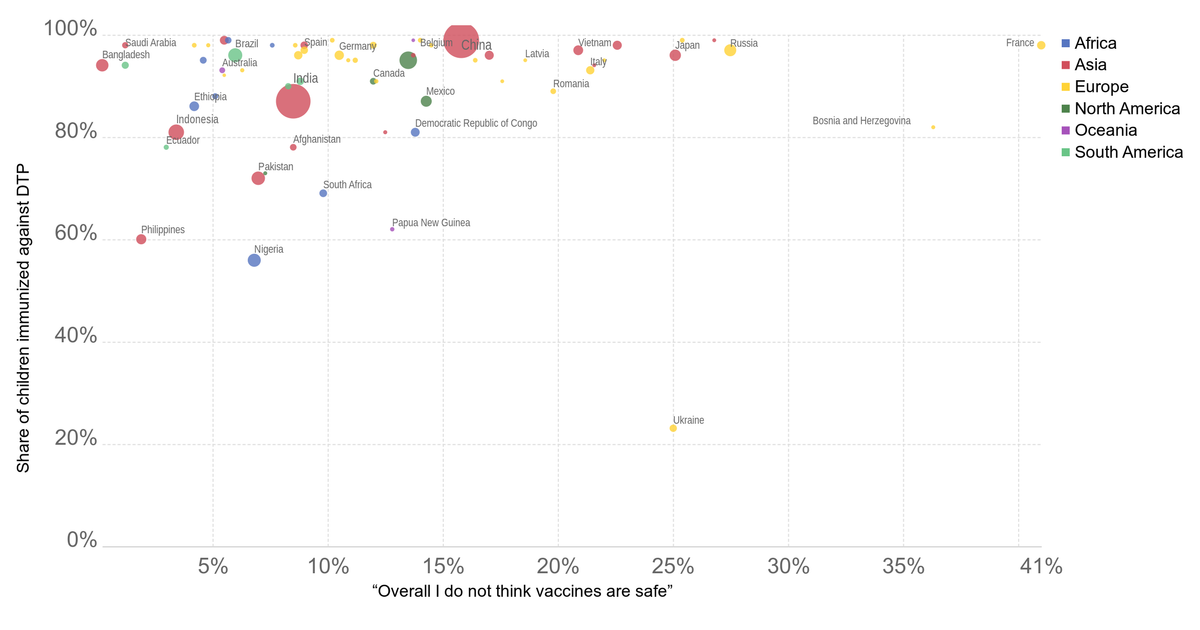 100%
80%
60%
40%
20%
0%
Share of children immunized against DTP
5%
10%
15%
20%
25%
30%
35%
41%
“Overall I do not think vaccines are safe”
Saudi Arabia
Bangladesh
Brazil
Australia
Spain
Germany
Belgium
China
Latvia
Vietnam
Italy
Japan
Russia
France
India
Canada
Mexico
Romania
Ethiopia
Indonesia
Ecuador
Democratic Republic of Congo
Bosnia and Herzegovina
Afghanistan
Pakistan
South Africa
Papua New Guinea
Philippines
Nigeria
Ukraine
Africa
Asia
Europe
North America
Oceania
South America